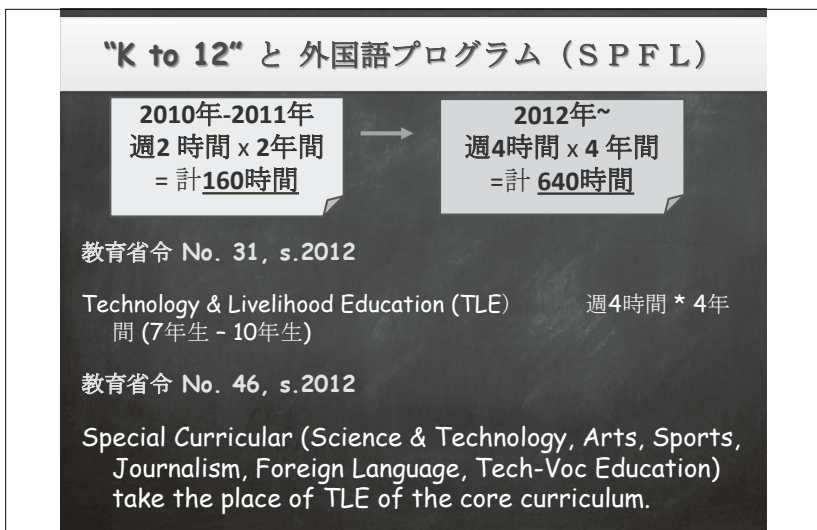 “K to 12” と 外国語プログラム（ＳＰＦＬ）
2010年-2011年
週2 時間 x 2年間
= 計160時間
2012年~
週4時間 x 4 年間
=計 640時間
教育省令 No. 31, s.2012
Technology & Livelihood Education (TLE） 週4時間 * 4年
間 (7年生 – 10年生)
教育省令 No. 46, s.2012
Special Curricular (Science & Technology, Arts, Sports,
Journalism, Foreign Language, Tech-Voc Education)
take the place of TLE of the core curriculum.